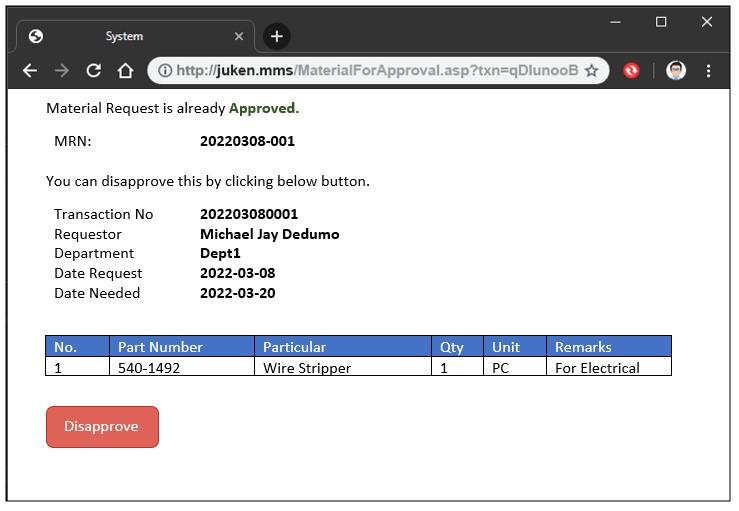 System
http://juken.mms/MaterialForApproval.asp?txn=qDIunooB
Material Request is already Approved.
MRN: 20220308-001
You can disapprove this by clicking below button.
Transaction No 202203080001
Requestor Michael Jay Dedumo
Department Dept1
Date Request 2022-03-08
Date Needed 2022-03-20
No. Part Number Particular Qty Unit Remarks
1 540-1492 Wire Stripper 1 PC For Electrical
Disapprove